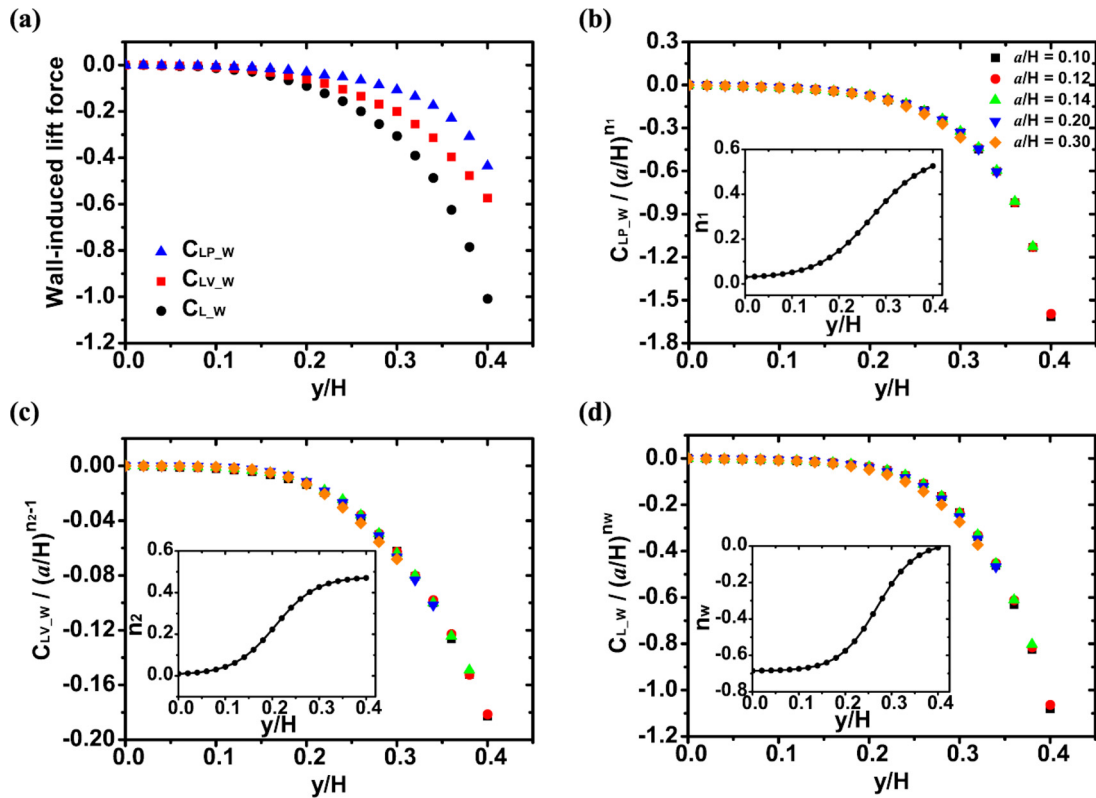 (a)
0.0
-0.2
-0.4
-0.6
-0.8
-1.0
-1.2
Wall-induced lift force
CLP_W
CLV_W
CL_W
0.0 0.1 0.2 0.3 0.4
y/H
(b)
0.3
0.0
-0.3
-0.6
-0.9
-1.2
-1.5
-1.8
CLP_W / (a/H)^n1
a/H = 0.10
a/H = 0.12
a/H = 0.14
a/H = 0.20
a/H = 0.30
0.6
0.4
0.2
0.0
n1
0.0 0.1 0.2 0.3 0.4
y/H
0.0 0.1 0.2 0.3 0.4
y/H
(c)
0.00
-0.04
-0.08
-0.12
-0.16
-0.20
CLV_W / (a/H)^n2-1
0.6
0.4
0.2
0.0
n2
0.0 0.1 0.2 0.3 0.4
y/H
0.0 0.1 0.2 0.3 0.4
y/H
(d)
0.0
-0.2
-0.4
-0.6
-0.8
-1.0
-1.2
CL_W / (a/H)^nw
0.0
-0.2
-0.4
-0.6
-0.8
nw
0.0 0.1 0.2 0.3 0.4
y/H
0.0 0.1 0.2 0.3 0.4
y/H